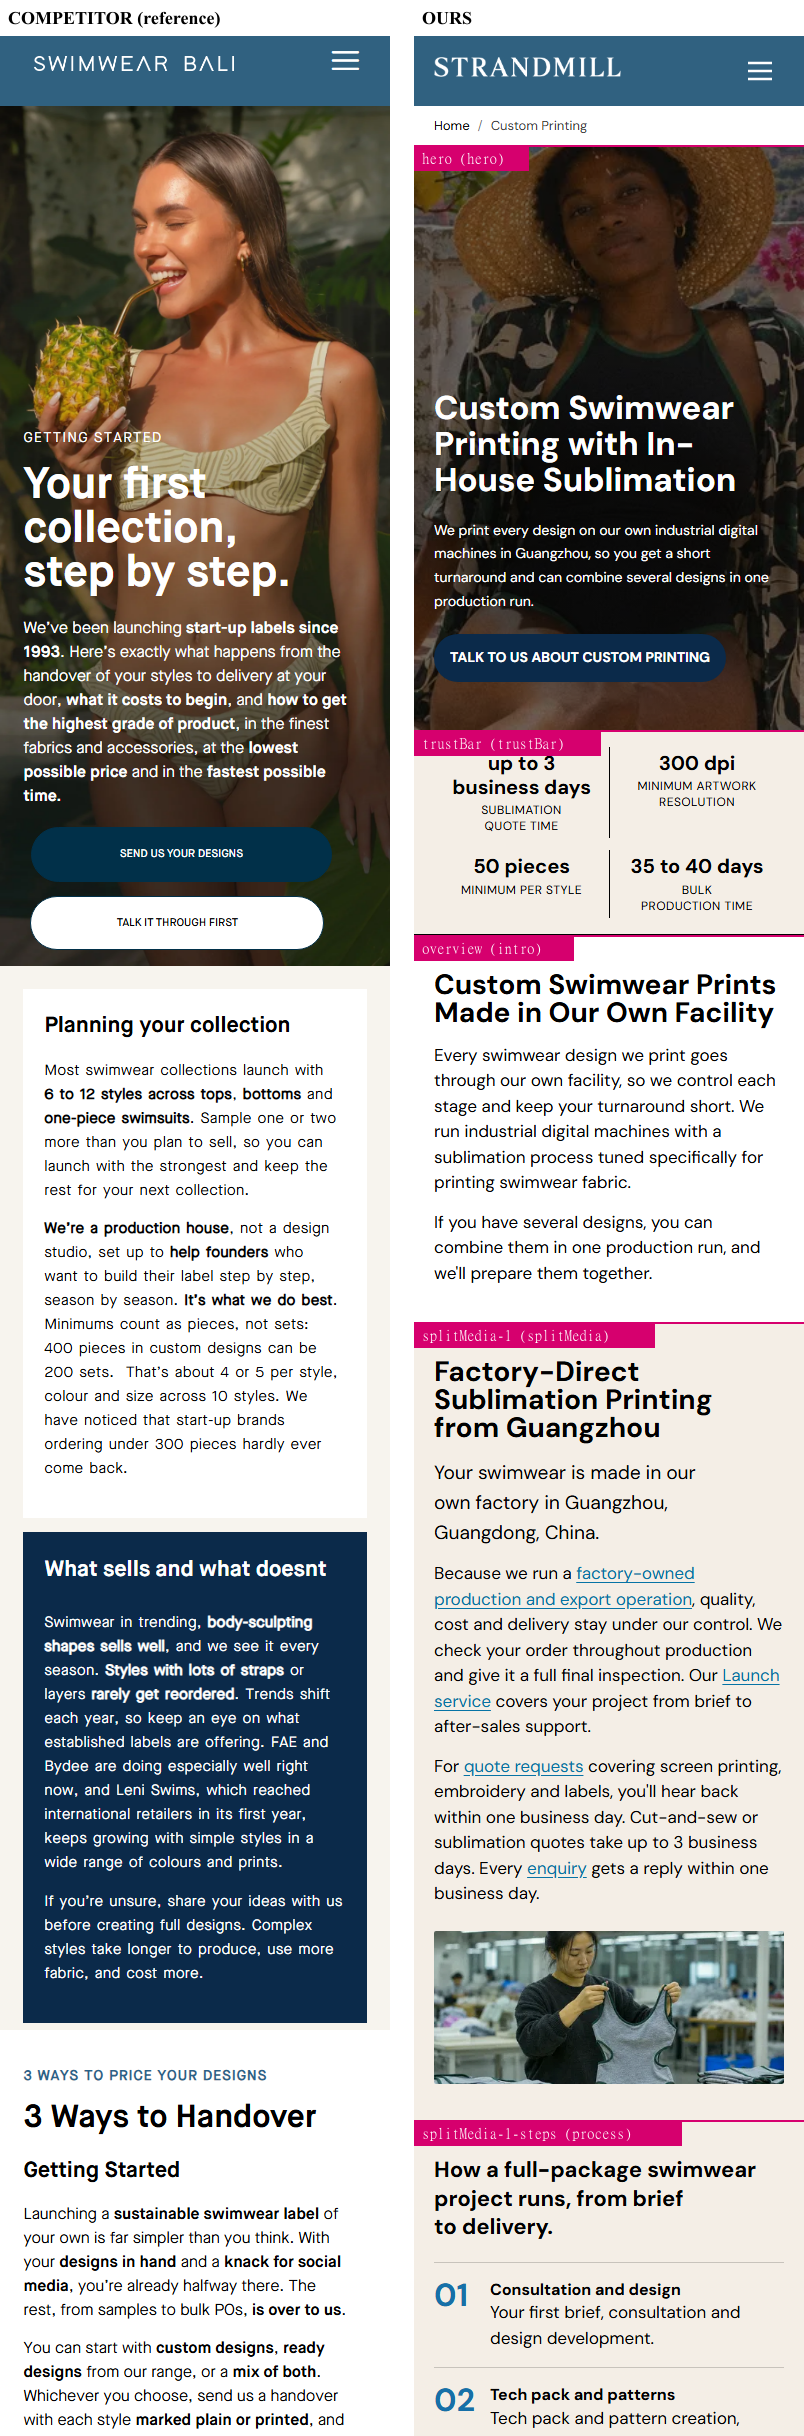 COMPETITOR (reference)
SWIMWEAR BALI
GETTING STARTED
Your first
collection,
step by step.
We've been launching start-up labels since
1993. Here's exactly what happens from the
handover of your styles to delivery at your
door, what it costs to begin, and how to get
the highest grade of product, in the finest
fabrics and accessories, at the lowest
possible price and in the fastest possible
time.
SEND US YOUR DESIGNS
TALK IT THROUGH FIRST
Planning your collection
Most swimwear collections launch with
6 to 12 styles across tops, bottoms and
one-piece swimsuits. Sample one or two
more than you plan to sell, so you can
launch with the strongest and keep the
rest for your next collection.
We're a production house, not a design
studio, set up to help founders who
want to build their label step by step,
season by season. It's what we do best.
Minimums count as pieces, not sets:
400 pieces in custom designs can be
200 sets. That's about 4 or 5 per style,
colour and size across 10 styles. We
have noticed that start-up brands
ordering under 300 pieces hardly ever
come back.
What sells and what doesnt
Swimwear in trending, body-sculpting
shapes sells well, and we see it every
season. Styles with lots of straps or
layers rarely get reordered. Trends shift
each year, so keep an eye on what
established labels are offering. FAE and
Bydee are doing especially well right
now, and Leni Swims, which reached
international retailers in its first year,
keeps growing with simple styles in a
wide range of colours and prints.
If you're unsure, share your ideas with us
before creating full designs. Complex
styles take longer to produce, use more
fabric, and cost more.
3 WAYS TO PRICE YOUR DESIGNS
3 Ways to Handover
Getting Started
Launching a sustainable swimwear label of
your own is far simpler than you think. With
your designs in hand and a knack for social
media, you're already halfway there. The
rest, from samples to bulk POs, is over to us.
You can start with custom designs, ready
designs from our range, or a mix of both.
Whichever you choose, send us a handover
with each style marked plain or printed, and
OURS
STRANDMILL
Home / Custom Printing
hero (hero)
Custom Swimwear
Printing with In-
House Sublimation
We print every design on our own industrial digital
machines in Guangzhou, so you get a short
turnaround and can combine several designs in one
production run.
TALK TO US ABOUT CUSTOM PRINTING
trustBar (trustBar)
up to 3
business days
SUBLIMATION
QUOTE TIME
300 dpi
MINIMUM ARTWORK
RESOLUTION
50 pieces
MINIMUM PER STYLE
35 to 40 days
BULK
PRODUCTION TIME
overview (intro)
Custom Swimwear Prints
Made in Our Own Facility
Every swimwear design we print goes
through our own facility, so we control each
stage and keep your turnaround short. We
run industrial digital machines with a
sublimation process tuned specifically for
printing swimwear fabric.
If you have several designs, you can
combine them in one production run, and
we'll prepare them together.
splitMedia-1 (splitMedia)
Factory-Direct
Sublimation Printing
from Guangzhou
Your swimwear is made in our
own factory in Guangzhou,
Guangdong, China.
Because we run a factory-owned
production and export operation, quality,
cost and delivery stay under our control. We
check your order throughout production
and give it a full final inspection. Our Launch
service covers your project from brief to
after-sales support.
For quote requests covering screen printing,
embroidery and labels, you'll hear back
within one business day. Cut-and-sew or
sublimation quotes take up to 3 business
days. Every enquiry gets a reply within one
business day.
splitMedia-1-steps (process)
How a full-package swimwear
project runs, from brief
to delivery.
01 Consultation and design
Your first brief, consultation and
design development.
02 Tech pack and patterns
Tech pack and pattern creation,